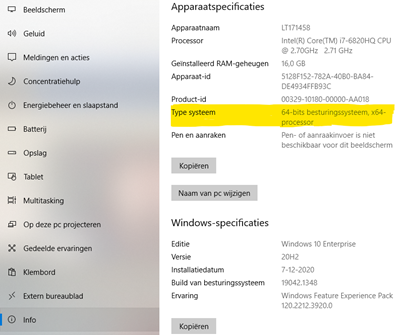 Beeldscherm
Geluid
Meldingen en acties
Concentratiehulp
Energiebeheer en slaapstand
Batterij
Opslag
Tablet
Multitasking
Op deze pc projecteren
Gedeelde ervaringen
Klembord
Extern bureaublad
Info
Apparaatspecificaties
Apparaatnaam LT171458
Processor Intel(R) Core(TM) i7-6820HQ CPU
@ 2.70GHz 2.71 GHz
Geïnstalleerd RAM-geheugen 16,0 GB
Apparaat-id 5128F152-782A-40B0-BA84-
DE4934FFB93C
Product-id 00329-10180-00000-AA018
Type systeem 64-bits besturingssysteem, x64-
processor
Pen en aanraken Pen- of aanraakinvoer is niet
beschikbaar voor dit beeldscherm
Kopiëren
Naam van pc wijzigen
Windows-specificaties
Editie Windows 10 Enterprise
Versie 20H2
Installatiedatum 7-12-2020
Build van besturingssysteem 19042.1348
Ervaring Windows Feature Experience Pack
120.2212.3920.0
Kopiëren